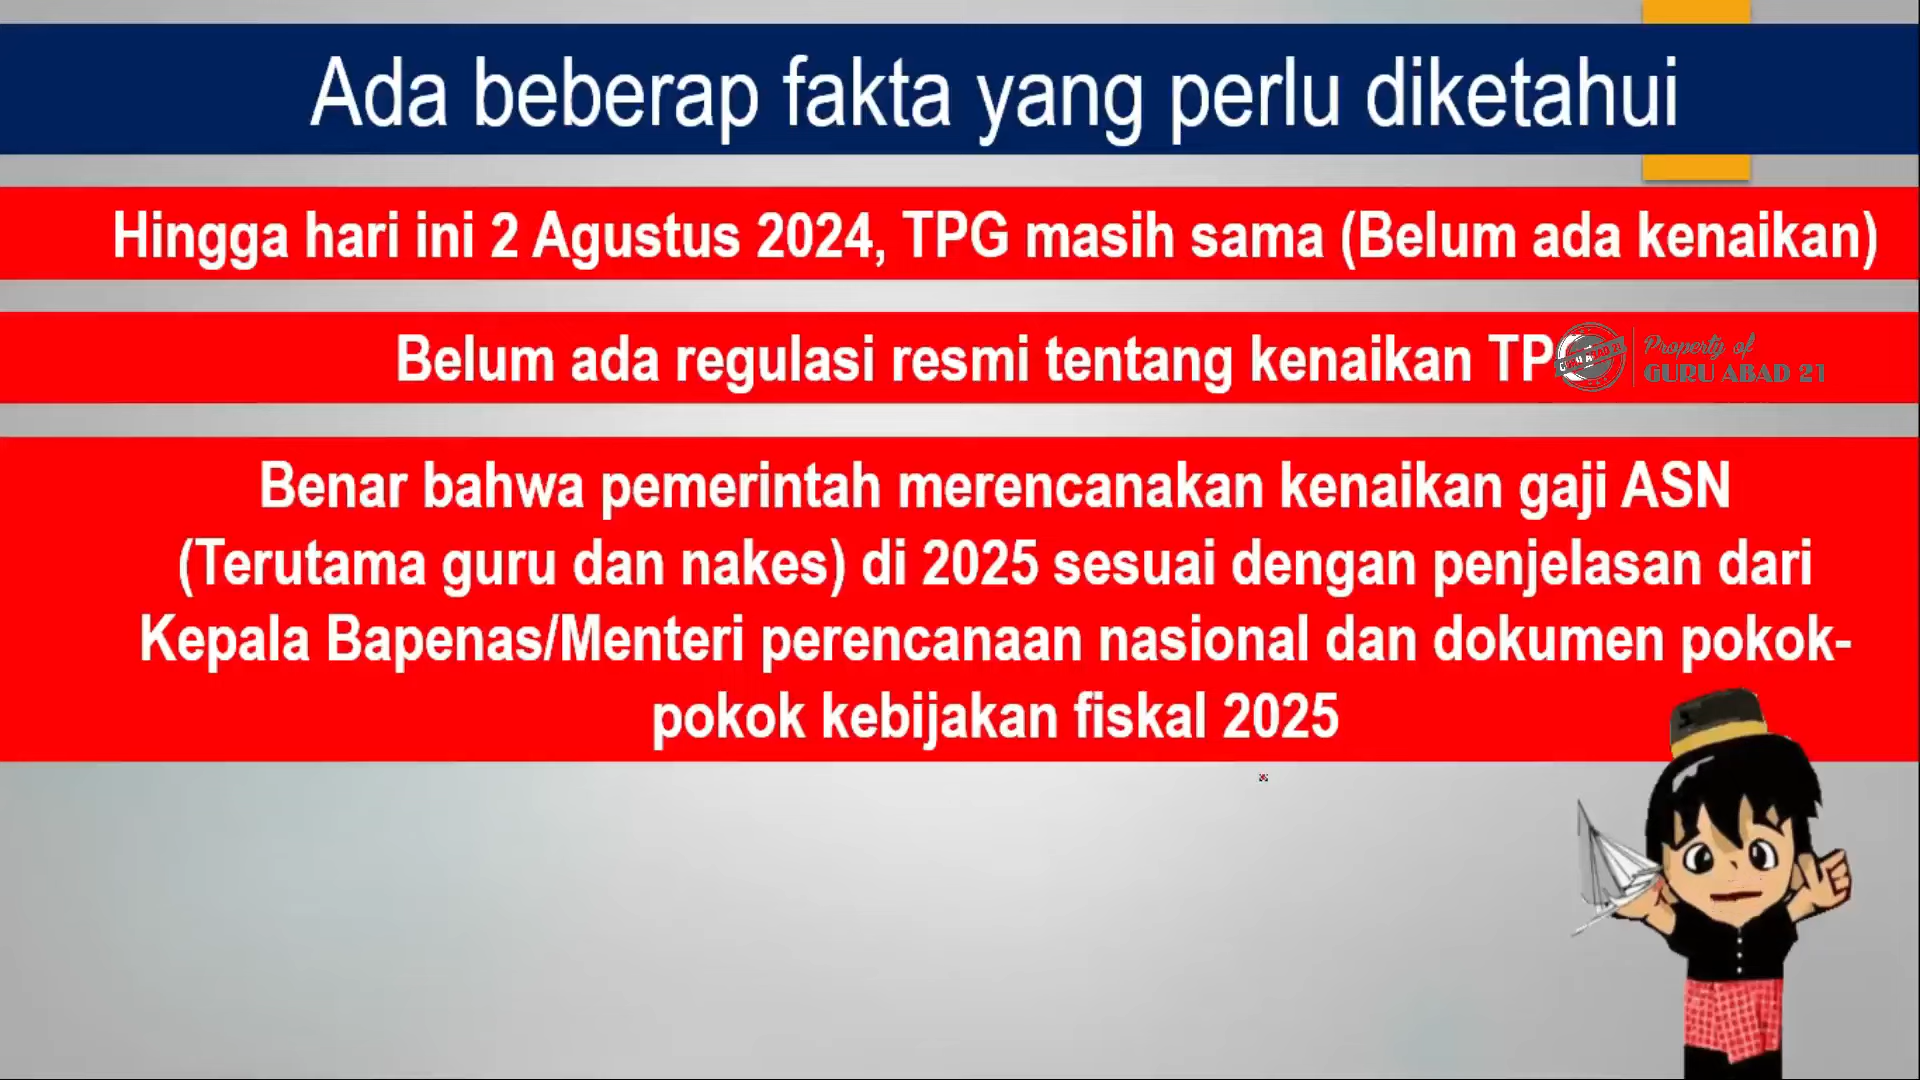 Ada beberap fakta yang perlu diketahui
Hingga hari ini 2 Agustus 2024, TPG masih sama (Belum ada kenaikan)
Belum ada regulasi resmi tentang kenaikan
Property of
GURU ABAD 21
Benar bahwa pemerintah merencanakan kenaikan gaji ASN
(Terutama guru dan nakes) di 2025 sesuai dengan penjelasan dari
Kepala Bapenas/Menteri perencanaan nasional dan dokumen pokok-
pokok kebijakan fiskal 2025